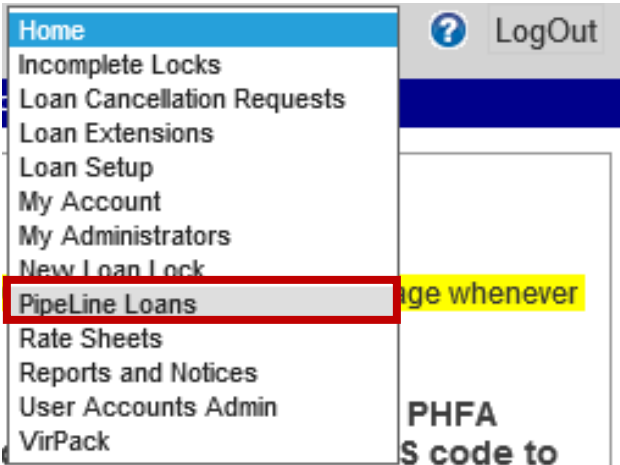 Home
LogOut
Incomplete Locks
Loan Cancellation Requests
Loan Extensions
Loan Setup
My Account
My Administrators
New Loan Lock
PipeLine Loans
whenever
Rate Sheets
Reports and Notices
User Accounts Admin
PHFA
VirPack
code to